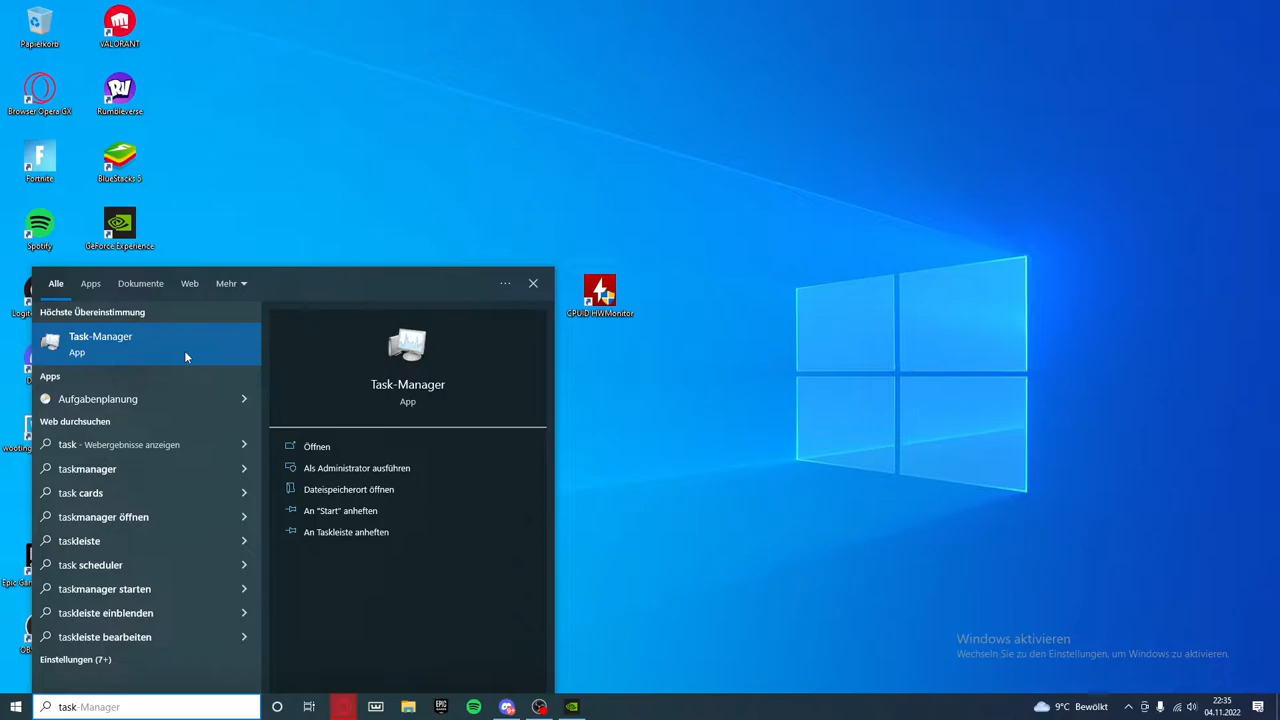 Papierkorb
VALORANT
Browser Opera GX
Rumbleverse
Fortnite
BlueStacks 5
Spotify
GeForce Experience
CPUID HWMonitor
Alle Apps Dokumente Web Mehr
Höchste Übereinstimmung
Task-Manager
App
Apps
Aufgabenplanung
Web durchsuchen
task - Webergebnisse anzeigen
taskmanager
task cards
taskmanager öffnen
taskleiste
task scheduler
taskmanager starten
taskleiste einblenden
taskleiste bearbeiten
Einstellungen (7+)
Task-Manager
App
Öffnen
Als Administrator ausführen
Dateispeicherort öffnen
An "Start" anheften
An Taskleiste anheften
Windows aktivieren
Wechseln Sie zu den Einstellungen, um Windows zu aktivieren.
task-Manager
EPIC
GAMES
9°C Bewölkt
22:35
04.11.2022